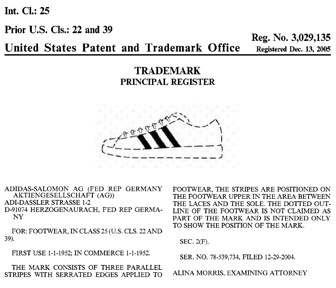 Int. Cl.: 25
Prior U.S. Cls.: 22 and 39
Reg. No. 3,029,135
United States Patent and Trademark Office
Registered Dec. 13, 2005
TRADEMARK
PRINCIPAL REGISTER
ADIDAS-SALOMON AG (FED REP GERMANY
AKTIENGESELLSCHAFT (AG))
ADI-DASSLER STRASSE 1-2
D-91074 HERZOGENAURACH, FED REP GERMA-
NY
FOR: FOOTWEAR, IN CLASS 25 (U.S. CLS. 22 AND
39).
FIRST USE 1-1-1952; IN COMMERCE 1-1-1952.
THE MARK CONSISTS OF THREE PARALLEL
STRIPES WITH SERRATED EDGES APPLIED TO
FOOTWEAR, THE STRIPES ARE POSITIONED ON
THE FOOTWEAR UPPER IN THE AREA BETWEEN
THE LACES AND THE SOLE. THE DOTTED OUT-
LINE OF THE FOOTWEAR IS NOT CLAIMED AS
PART OF THE MARK AND IS INTENDED ONLY
TO SHOW THE POSITION OF THE MARK.
SEC. 2(F).
SER. NO. 78-539,734, FILED 12-29-2004.
ALINA MORRIS, EXAMINING ATTORNEY